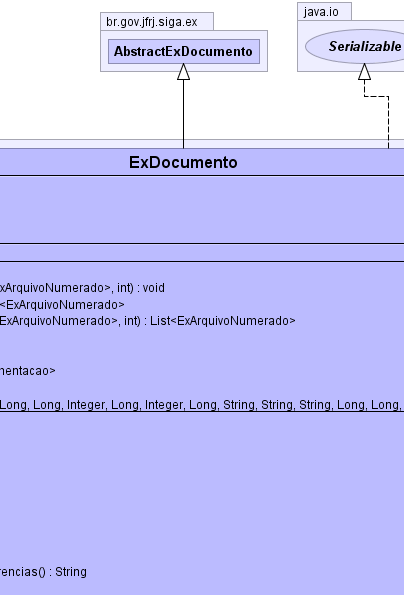 br.gov.jfrj.siga.ex
java.io
AbstractExDocumento
Serializable
ExDocumento
xArquivoNumerado>, int) : void
<ExArquivoNumerado>
ExArquivoNumerado>, int) : List<ExArquivoNumerado>
nentacao>
Long, Long, Integer, Long, Integer, Long, String, String, String, Long, Long,
rencias() : String